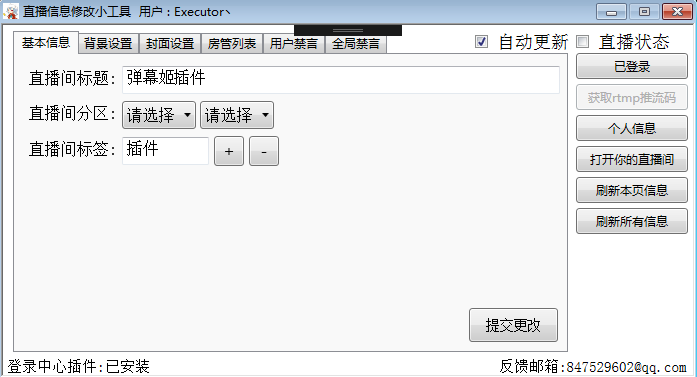 直播信息修改小工具 用户：Executor丶
基本信息 背景设置 封面设置 房管列表 用户禁言 全局禁言
自动更新 直播状态
直播间标题: 弹幕姬插件
直播间分区: 请选择 请选择
直播间标签: 插件 + -
提交更改
已登录
获取rtmp推流码
个人信息
打开你的直播间
刷新本页信息
刷新所有信息
登录中心插件:已安装
反馈邮箱:847529602@qq.com